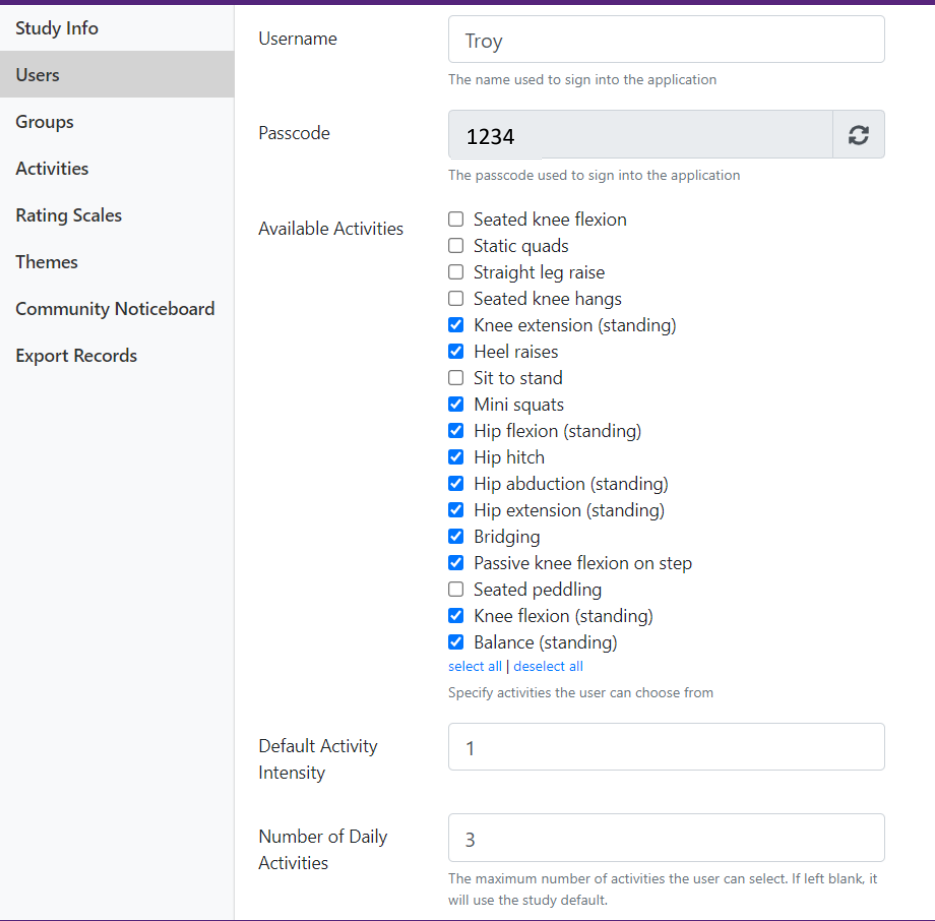 Study Info
Users
Groups
Activities
Rating Scales
Themes
Community Noticeboard
Export Records
Username
Troy
The name used to sign into the application
Passcode
1234
The passcode used to sign into the application
Available Activities
Seated knee flexion
Static quads
Straight leg raise
Seated knee hangs
Knee extension (standing)
Heel raises
Sit to stand
Mini squats
Hip flexion (standing)
Hip hitch
Hip abduction (standing)
Hip extension (standing)
Bridging
Passive knee flexion on step
Seated peddling
Knee flexion (standing)
Balance (standing)
select all | deselect all
Specify activities the user can choose from
Default Activity
Intensity
1
Number of Daily
Activities
3
The maximum number of activities the user can select. If left blank, it
will use the study default.